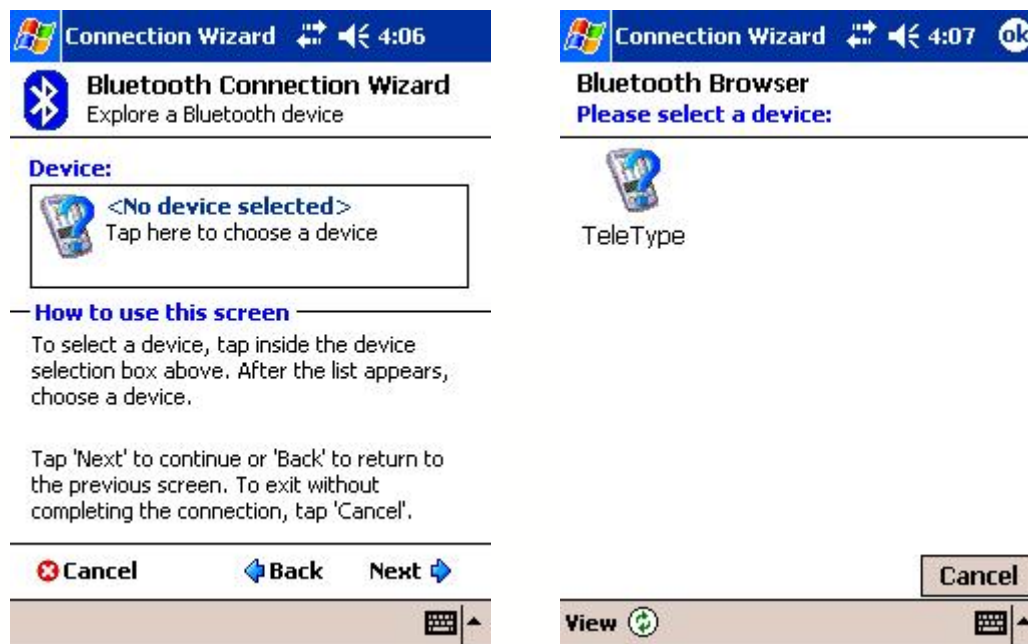 Connection Wizard 4:06
Bluetooth Connection Wizard
Explore a Bluetooth device
Device:
<No device selected>
Tap here to choose a device
How to use this screen
To select a device, tap inside the device
selection box above. After the list appears,
choose a device.
Tap 'Next' to continue or 'Back' to return to
the previous screen. To exit without
completing the connection, tap 'Cancel'.
Cancel Back Next
Connection Wizard 4:07 ok
Bluetooth Browser
Please select a device:
TeleType
Cancel
View